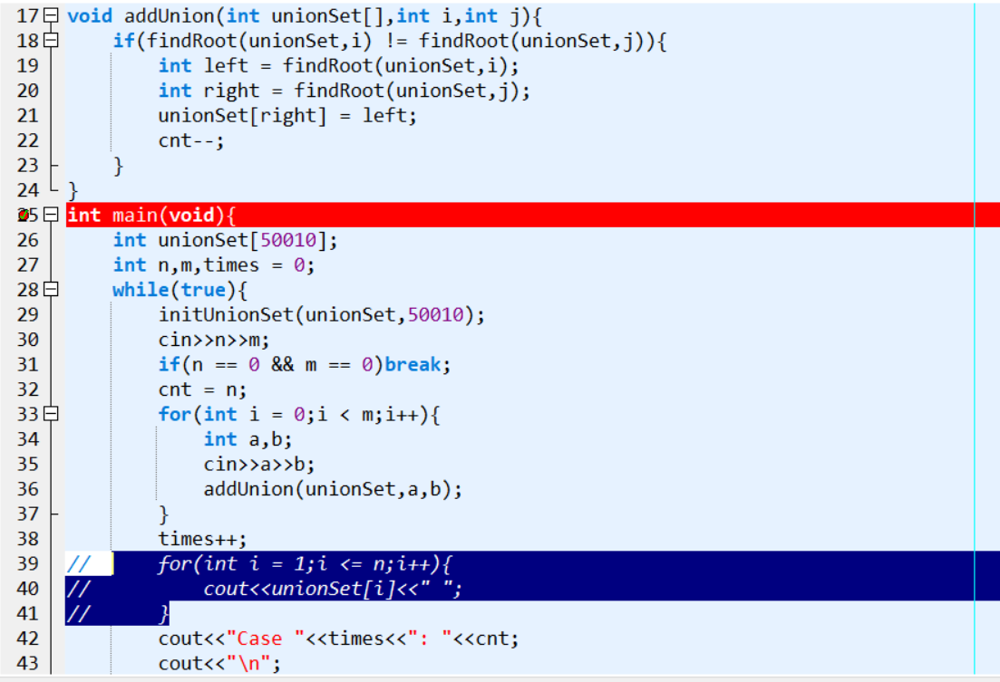 17 void addUnion(int unionSet[],int i,int j){
18     if(findRoot(unionSet,i) != findRoot(unionSet,j)){
19         int left = findRoot(unionSet,i);
20         int right = findRoot(unionSet,j);
21         unionSet[right] = left;
22         cnt--;
23     }
24 }
25 int main(void){
26     int unionSet[50010];
27     int n,m,times = 0;
28     while(true){
29         initUnionSet(unionSet,50010);
30         cin>>n>>m;
31         if(n == 0 && m == 0)break;
32         cnt = n;
33         for(int i = 0;i < m;i++){
34             int a,b;
35             cin>>a>>b;
36             addUnion(unionSet,a,b);
37         }
38         times++;
39 //      for(int i = 1;i <= n;i++){
40 //          cout<<unionSet[i]<<" ";
41 //      }
42         cout<<"Case "<<times<<": "<<cnt;
43         cout<<"\n";